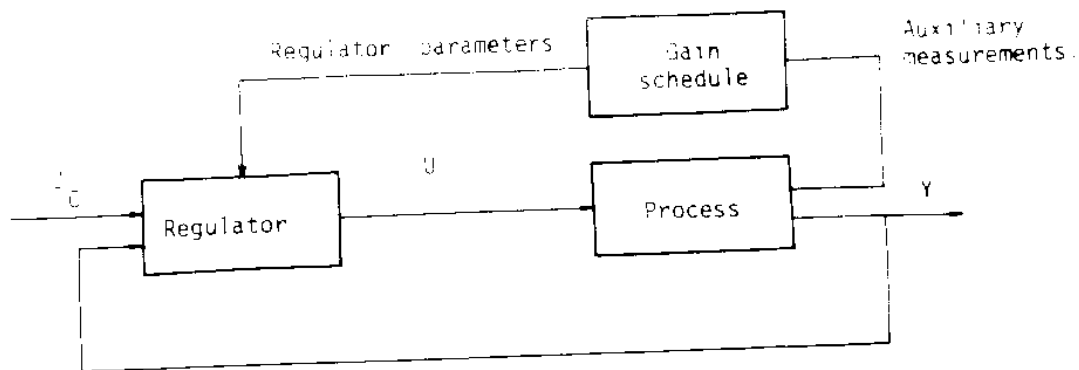 Auxiliary
measurements.
Regulator parameters
Gain
schedule
U
Y
Regulator
Process